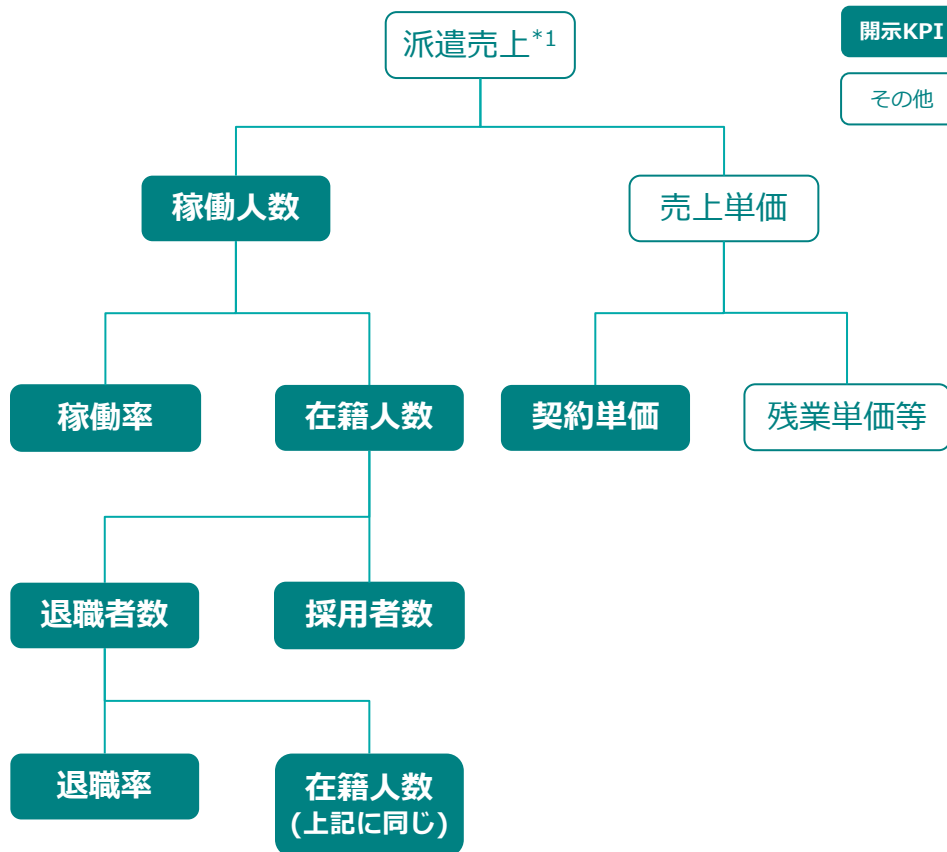 派遣売上*1
開示KPI
その他
稼働人数
売上単価
稼働率
在籍人数
契約単価
残業単価等
退職者数
採用者数
退職率
在籍人数
(上記に同じ)